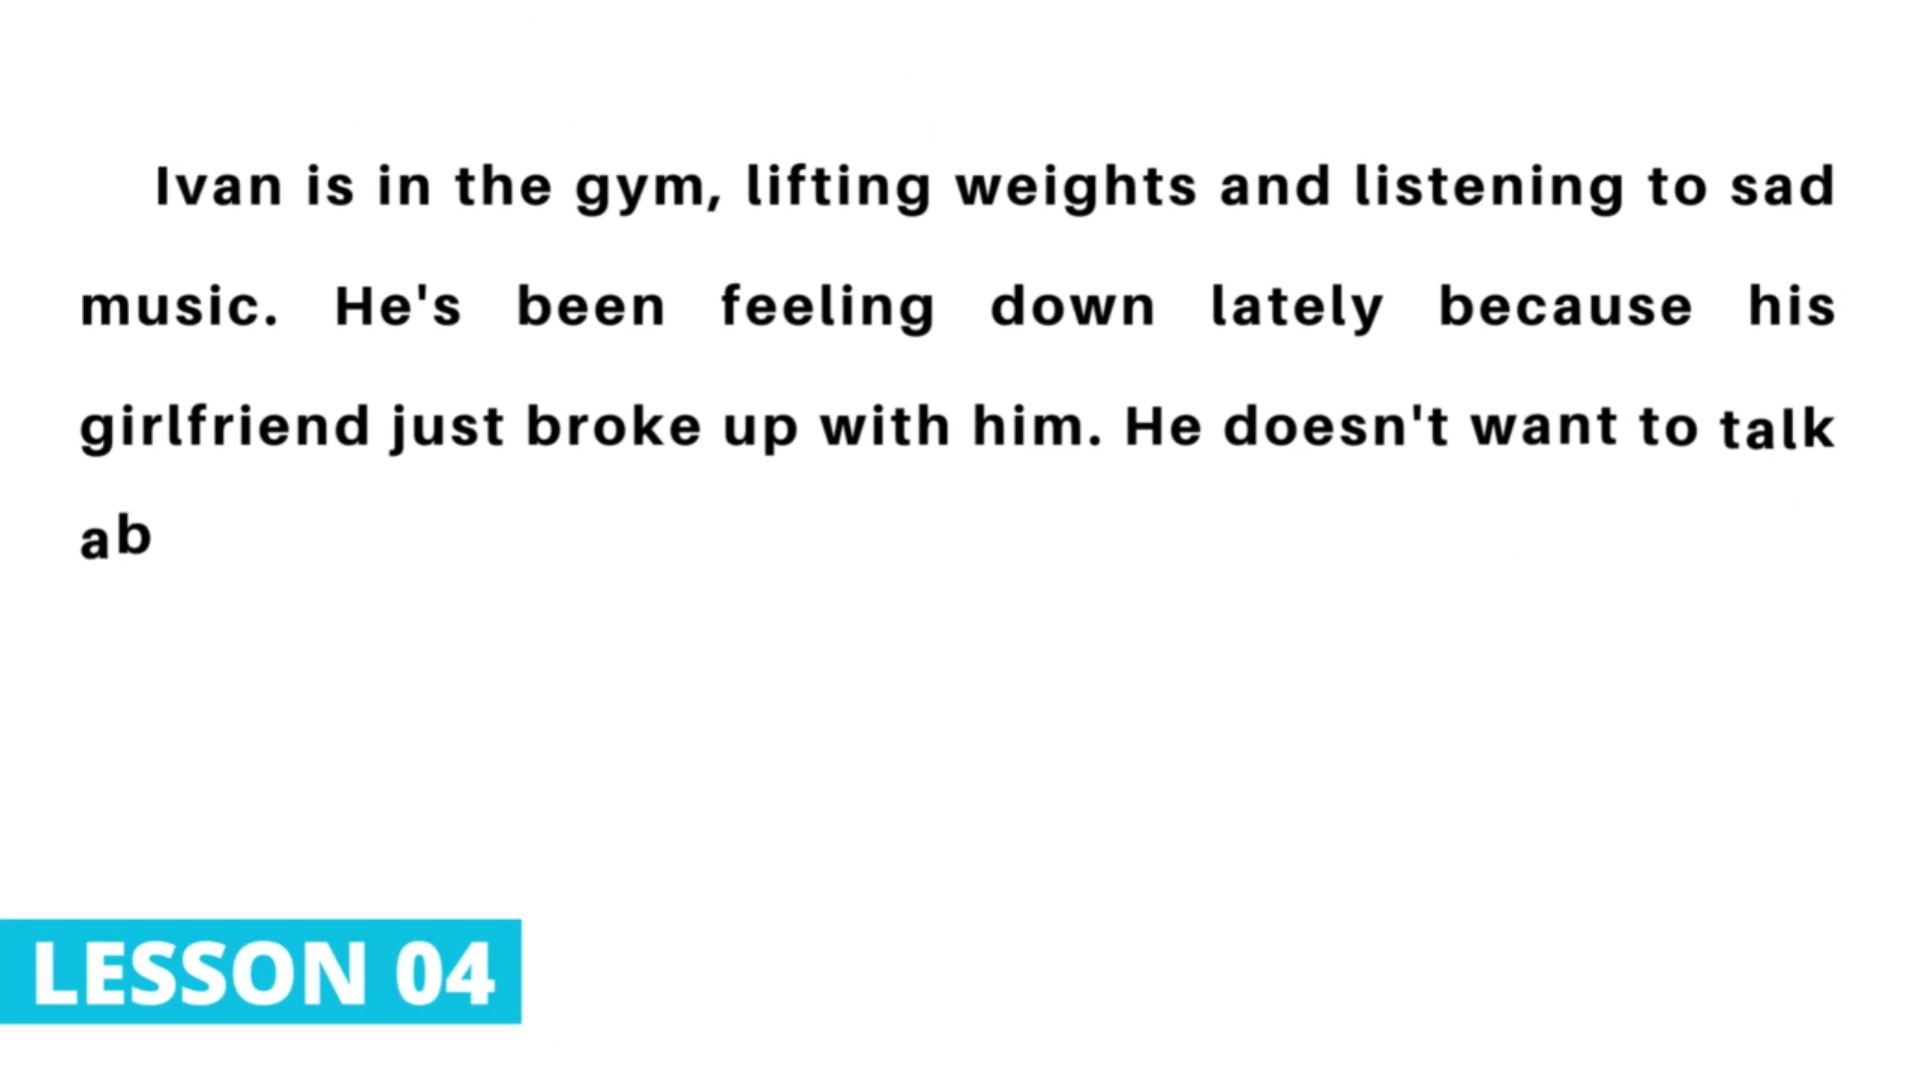 Ivan is in the gym, lifting weights and listening to sad
music. He's been feeling down lately because his
girlfriend just broke up with him. He doesn't want to talk
ab
LESSON 04